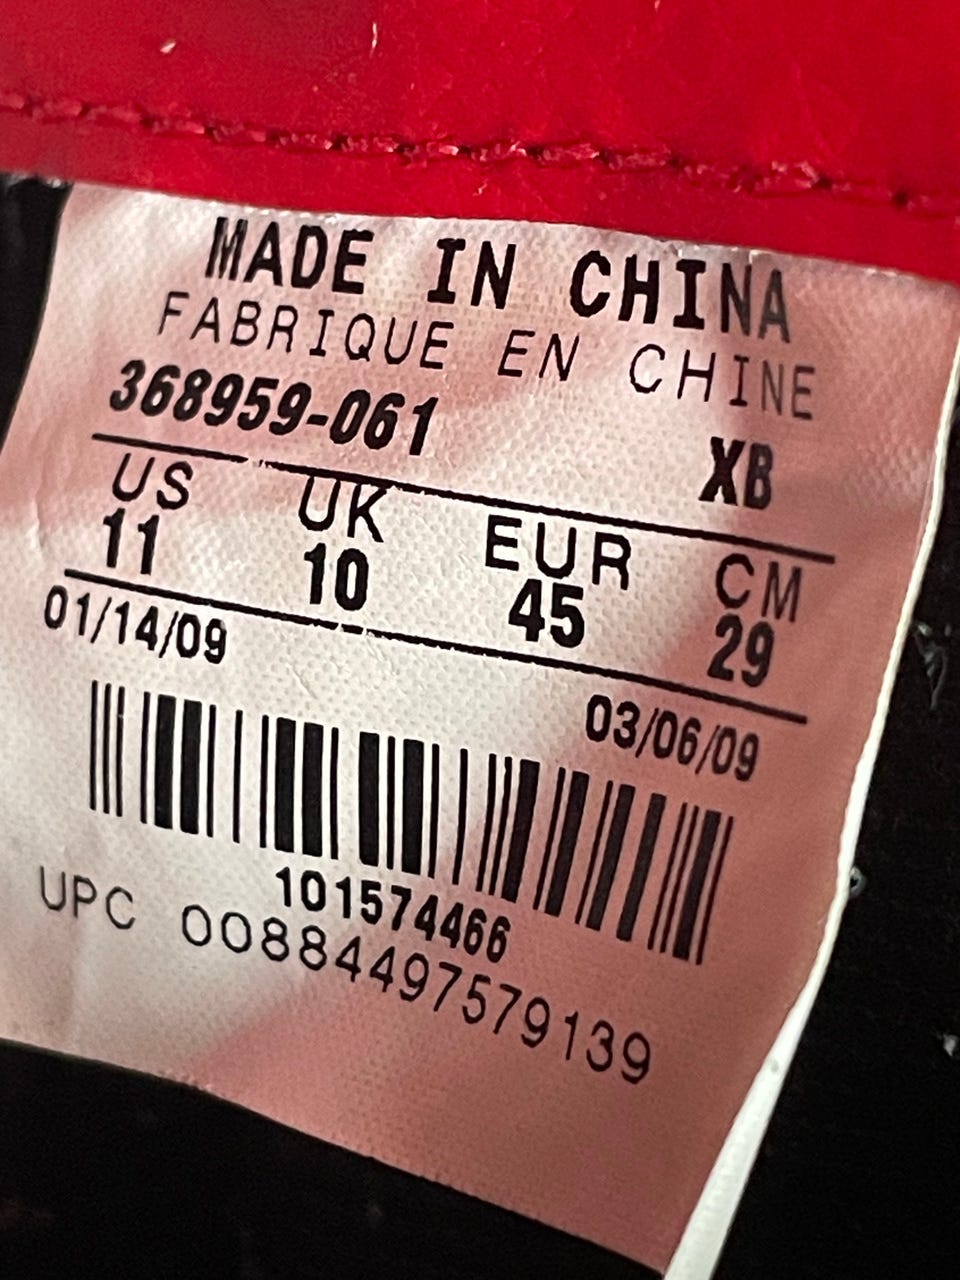 MADE IN CHINA
FABRIQUE EN CHINE
368959-061 XB
US UK EUR CM
11 10 45 29
01/14/09 03/06/09
101574466
UPC 00884497579139